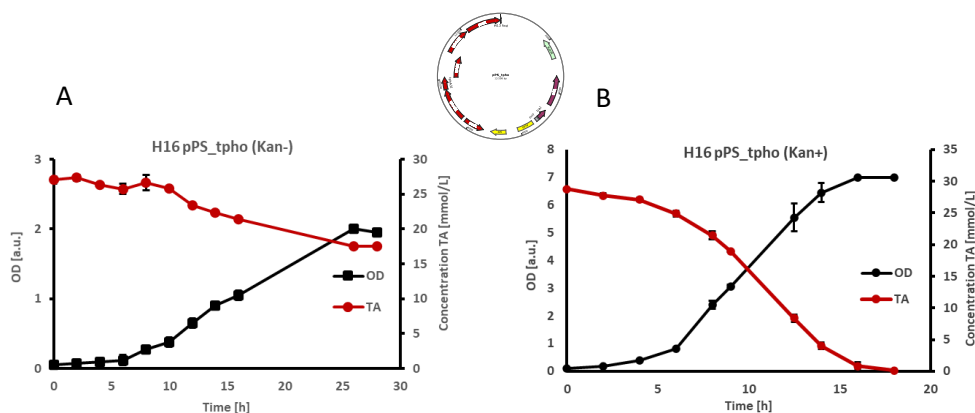 pPS_tpho
A
B
H16 pPS_tpho (Kan-)
3
2
1
0
OD [a.u.]
30
25
20
15
10
5
0
Concentration TA [mmol/L]
OD
TA
0 5 10 15 20 25 30
Time [h]
H16 pPS_tpho (Kan+)
8
7
6
5
4
3
2
1
0
OD [a.u.]
35
30
25
20
15
10
5
0
Concentration TA [mmol/L]
OD
TA
0 5 10 15 20
Time [h]